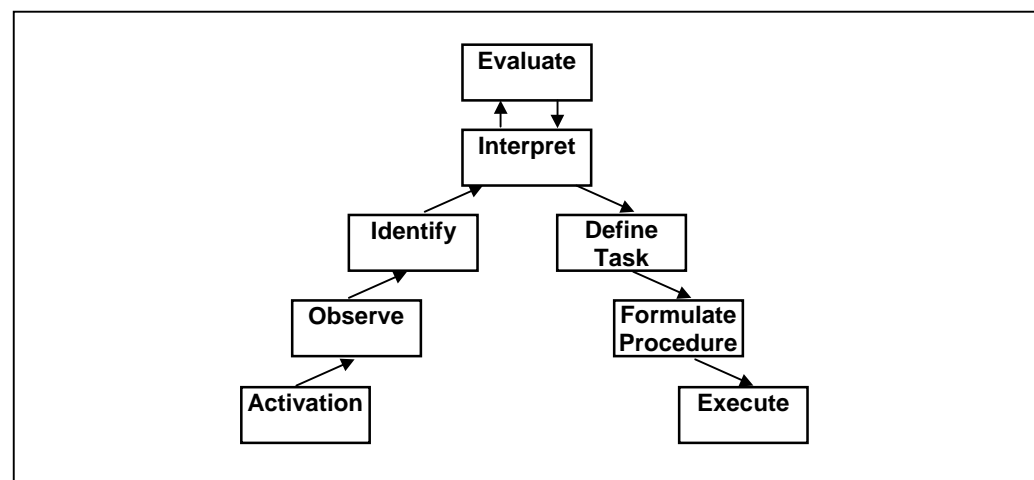 Evaluate
Interpret
Identify
Define
Task
Observe
Formulate
Procedure
Activation
Execute